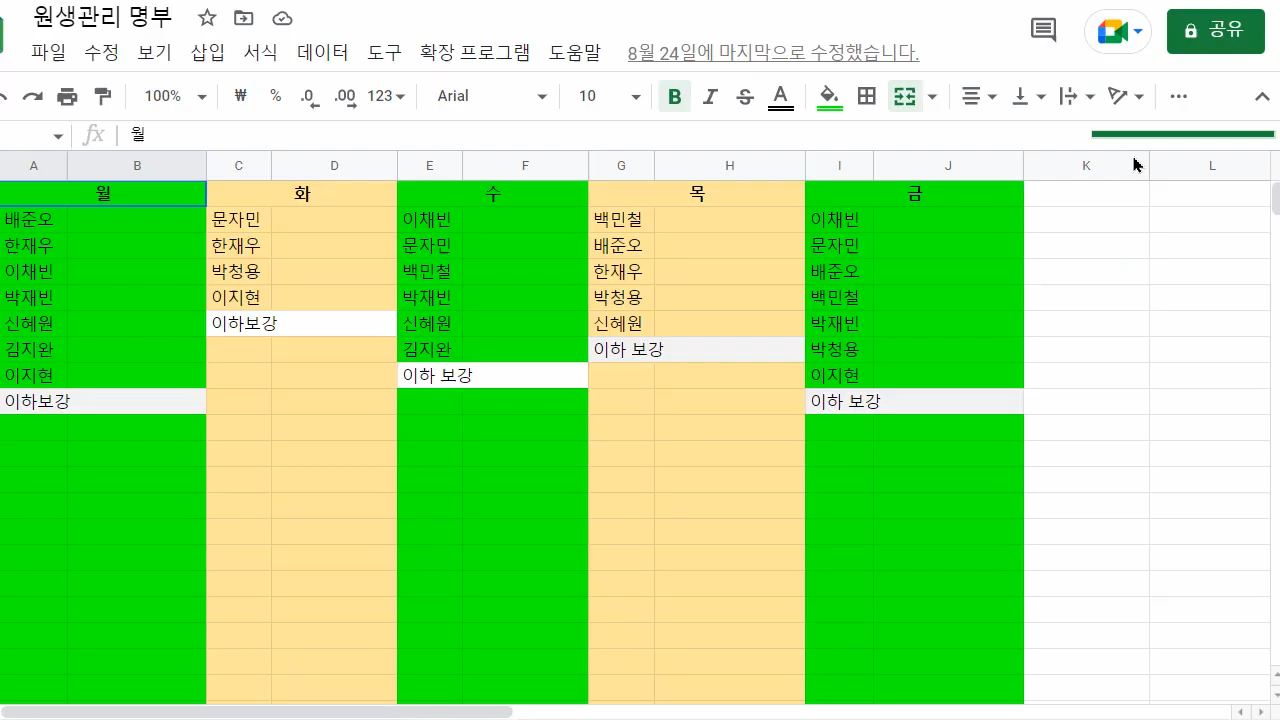 원생관리 명부
파일 수정 보기 삽입 서식 데이터 도구 확장 프로그램 도움말 8월 24일에 마지막으로 수정했습니다.
공유
100% ₩ % .0 .00 123 Arial 10 B I S A
fx 월
A B C D E F G H I J K L
월 화 수 목 금
배준오 문자민 이채빈 백민철 이채빈
한재우 한재우 문자민 배준오 문자민
이채빈 박청용 백민철 한재우 배준오
박재빈 이지현 박재빈 박청용 백민철
신혜원 이하보강 신혜원 신혜원 박재빈
김지완 김지완 이하 보강 박청용
이지현 이하 보강 이지현
이하보강 이하 보강